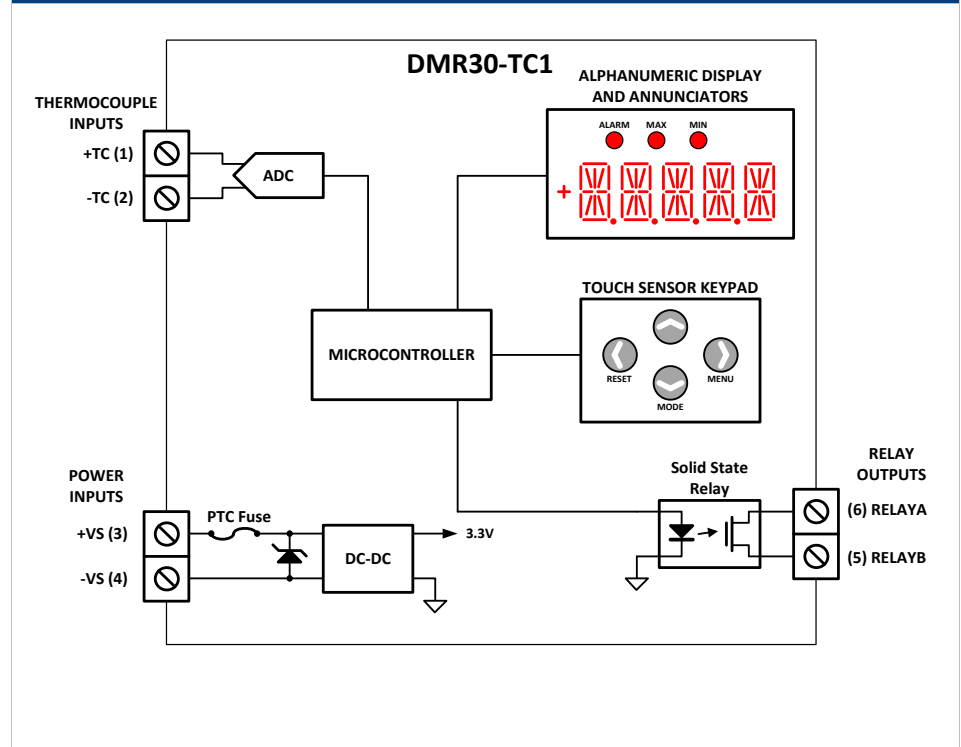 DMR30-TC1
THERMOCOUPLE
INPUTS
+TC (1)
-TC (2)
ADC
ALPHANUMERIC DISPLAY
AND ANNUNCIATORS
ALARM MAX MIN
+
MICROCONTROLLER
TOUCH SENSOR KEYPAD
RESET
MENU
MODE
POWER
INPUTS
+VS (3)
-VS (4)
PTC Fuse
DC-DC
3.3V
Solid State
Relay
RELAY
OUTPUTS
(6) RELAYA
(5) RELAYB